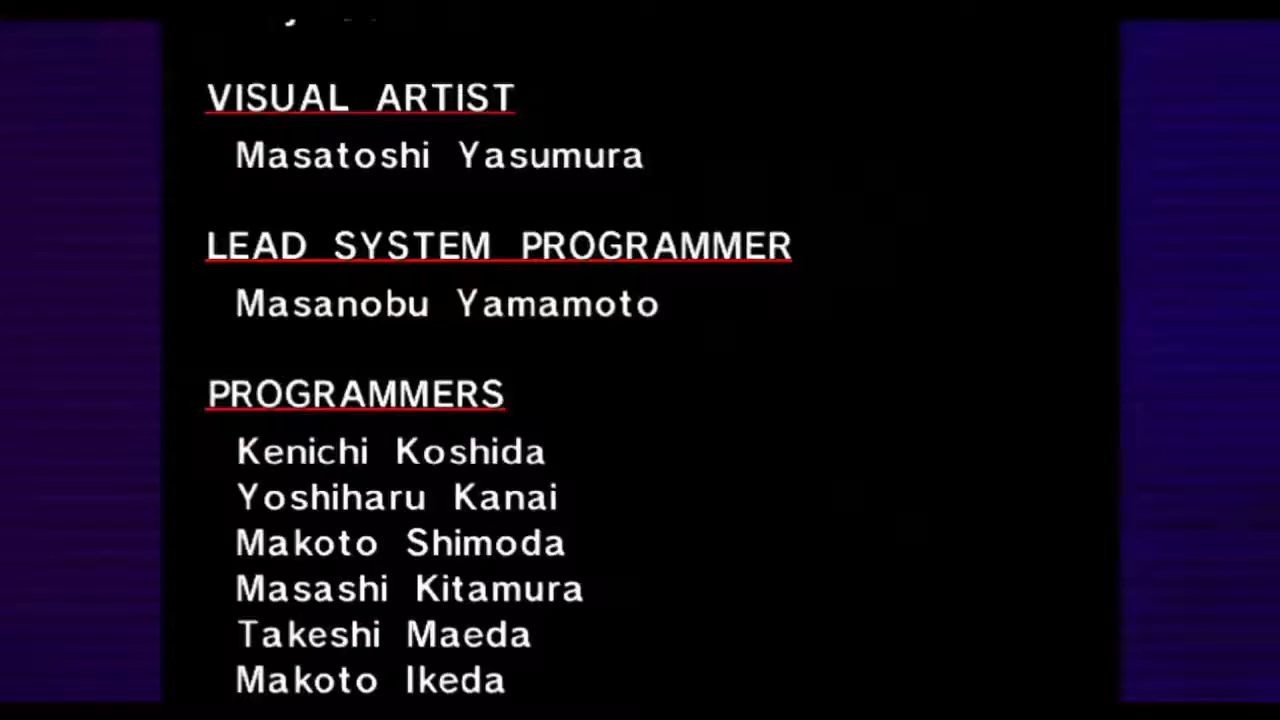 VISUAL ARTIST
Masatoshi Yasumura
LEAD SYSTEM PROGRAMMER
Masanobu Yamamoto
PROGRAMMERS
Kenichi Koshida
Yoshiharu Kanai
Makoto Shimoda
Masashi Kitamura
Takeshi Maeda
Makoto Ikeda